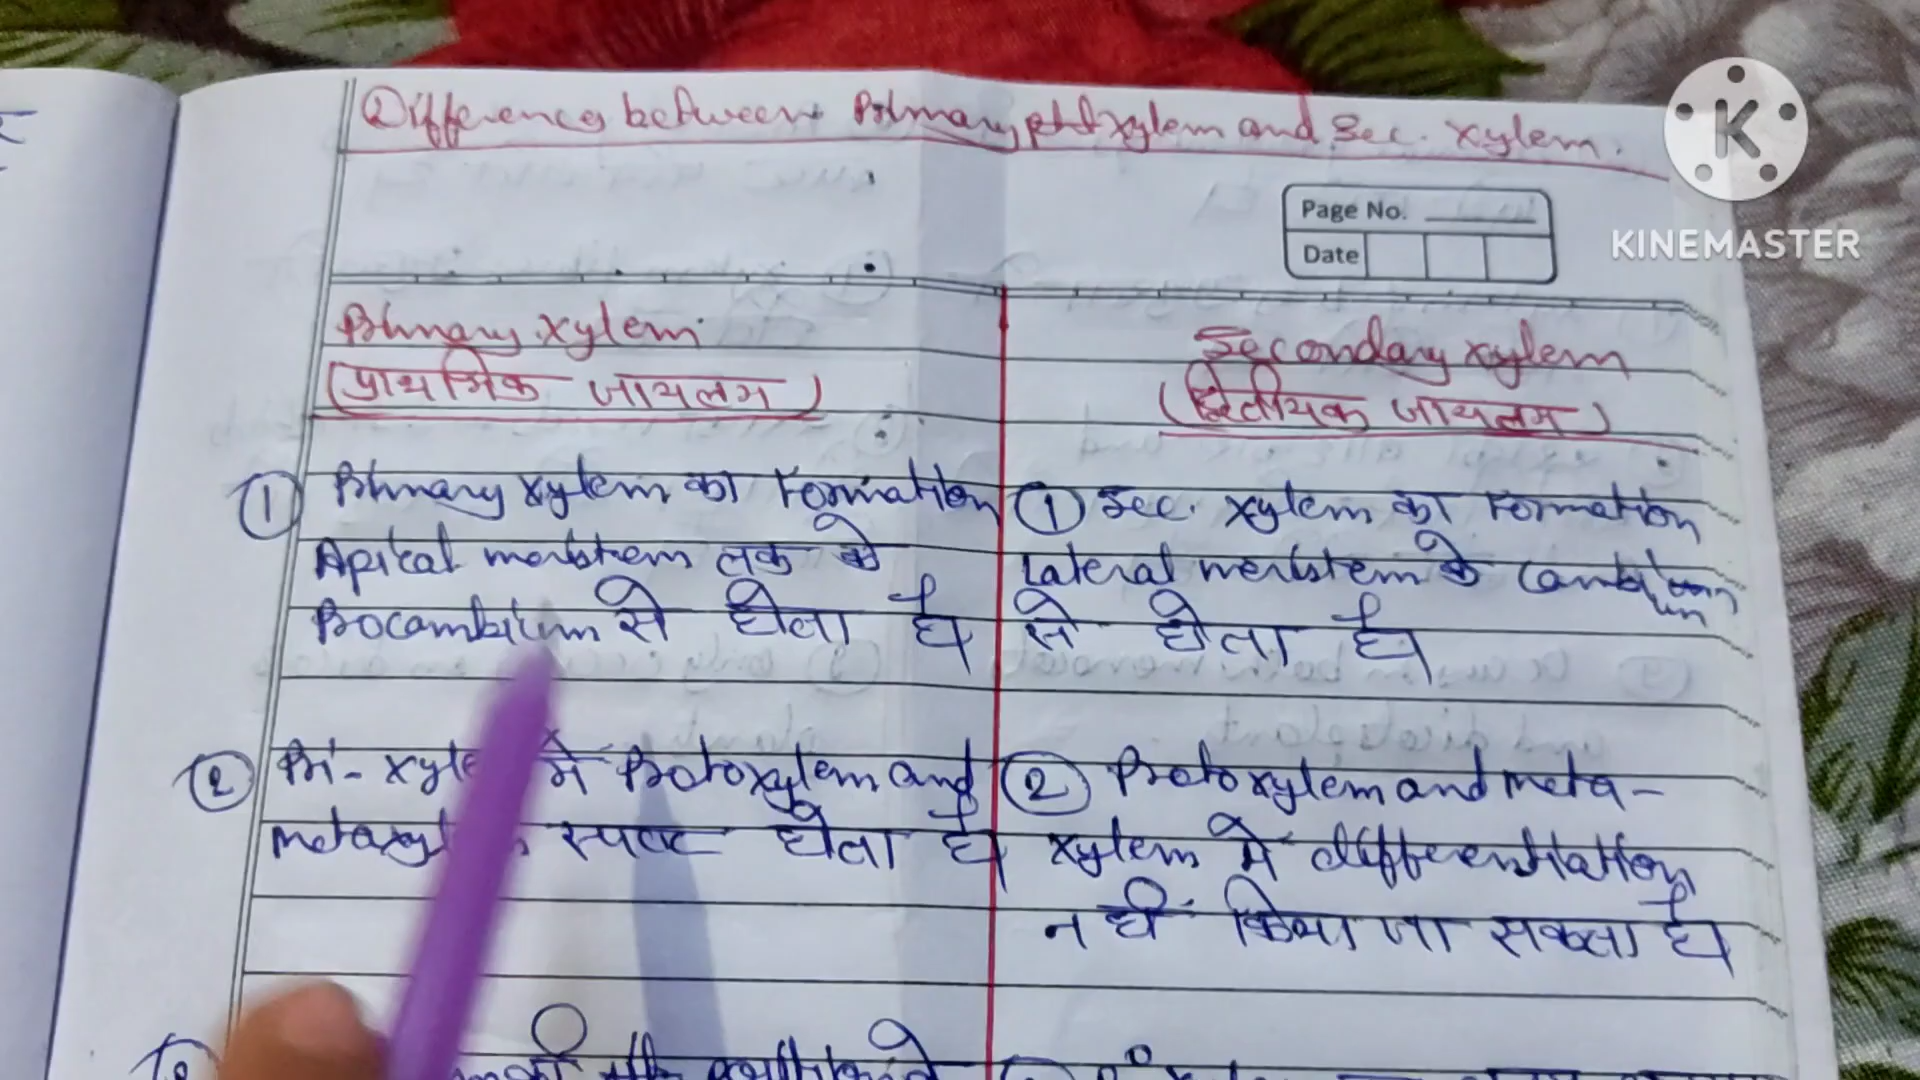 Difference between Primary xylem and Sec. xylem.
Page No.
Date
KINEMASTER
Primary xylem
(प्राथमिक जायलम)
① Primary xylem का Formation
Apical meristem के
Procambium से होता है
② Pri- xyle में Protoxylem and
metaxyl होता है
Secondary xylem
(द्वितीयक जायलम)
① Sec. xylem का Formation
Lateral meristem के Cambium
से होता है
② Protoxylem and meta-
xylem में differentiation
नहीं किया जा सकता है